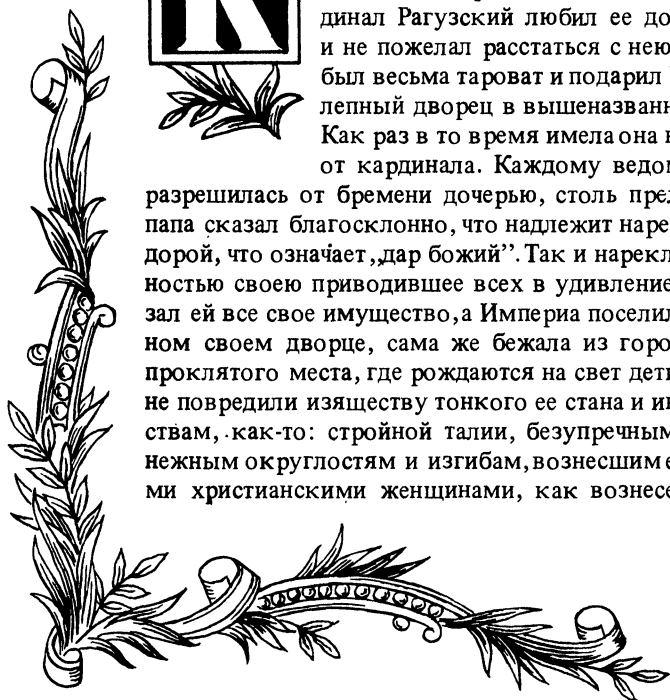 К
динал Рагузский любил ее до
и не пожелал расстаться с нею
был весьма тароват и подарил
лепный дворец в вышеназванн
Как раз в то время имела она
от кардинала. Каждому ведо
разрешилась от бремени дочерью, столь пре
папа сказал благосклонно, что надлежит наре
дорой, что означает „дар божий”. Так и нарекл
ностью своею приводившее всех в удивление
зал ей все свое имущество, а Империа посели
ном своем дворце, сама же бежала из горо
проклятого места, где рождаются на свет дет
не повредили изяществу тонкого ее стана и и
ствам, как-то: стройной талии, безупречным
нежным округлостям и изгибам, вознесшим
ми христианскими женщинами, как вознесе